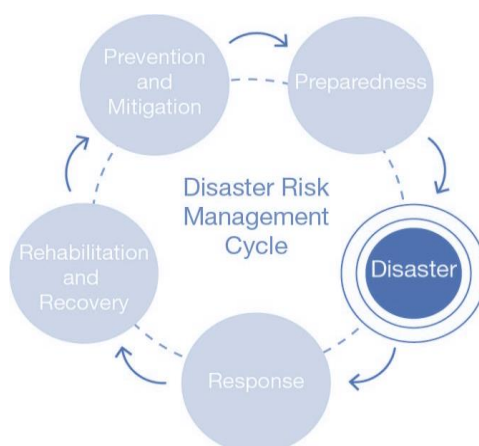 Prevention
and
Mitigation
Preparedness
Disaster Risk
Management
Cycle
Disaster
Rehabilitation
and
Recovery
Response